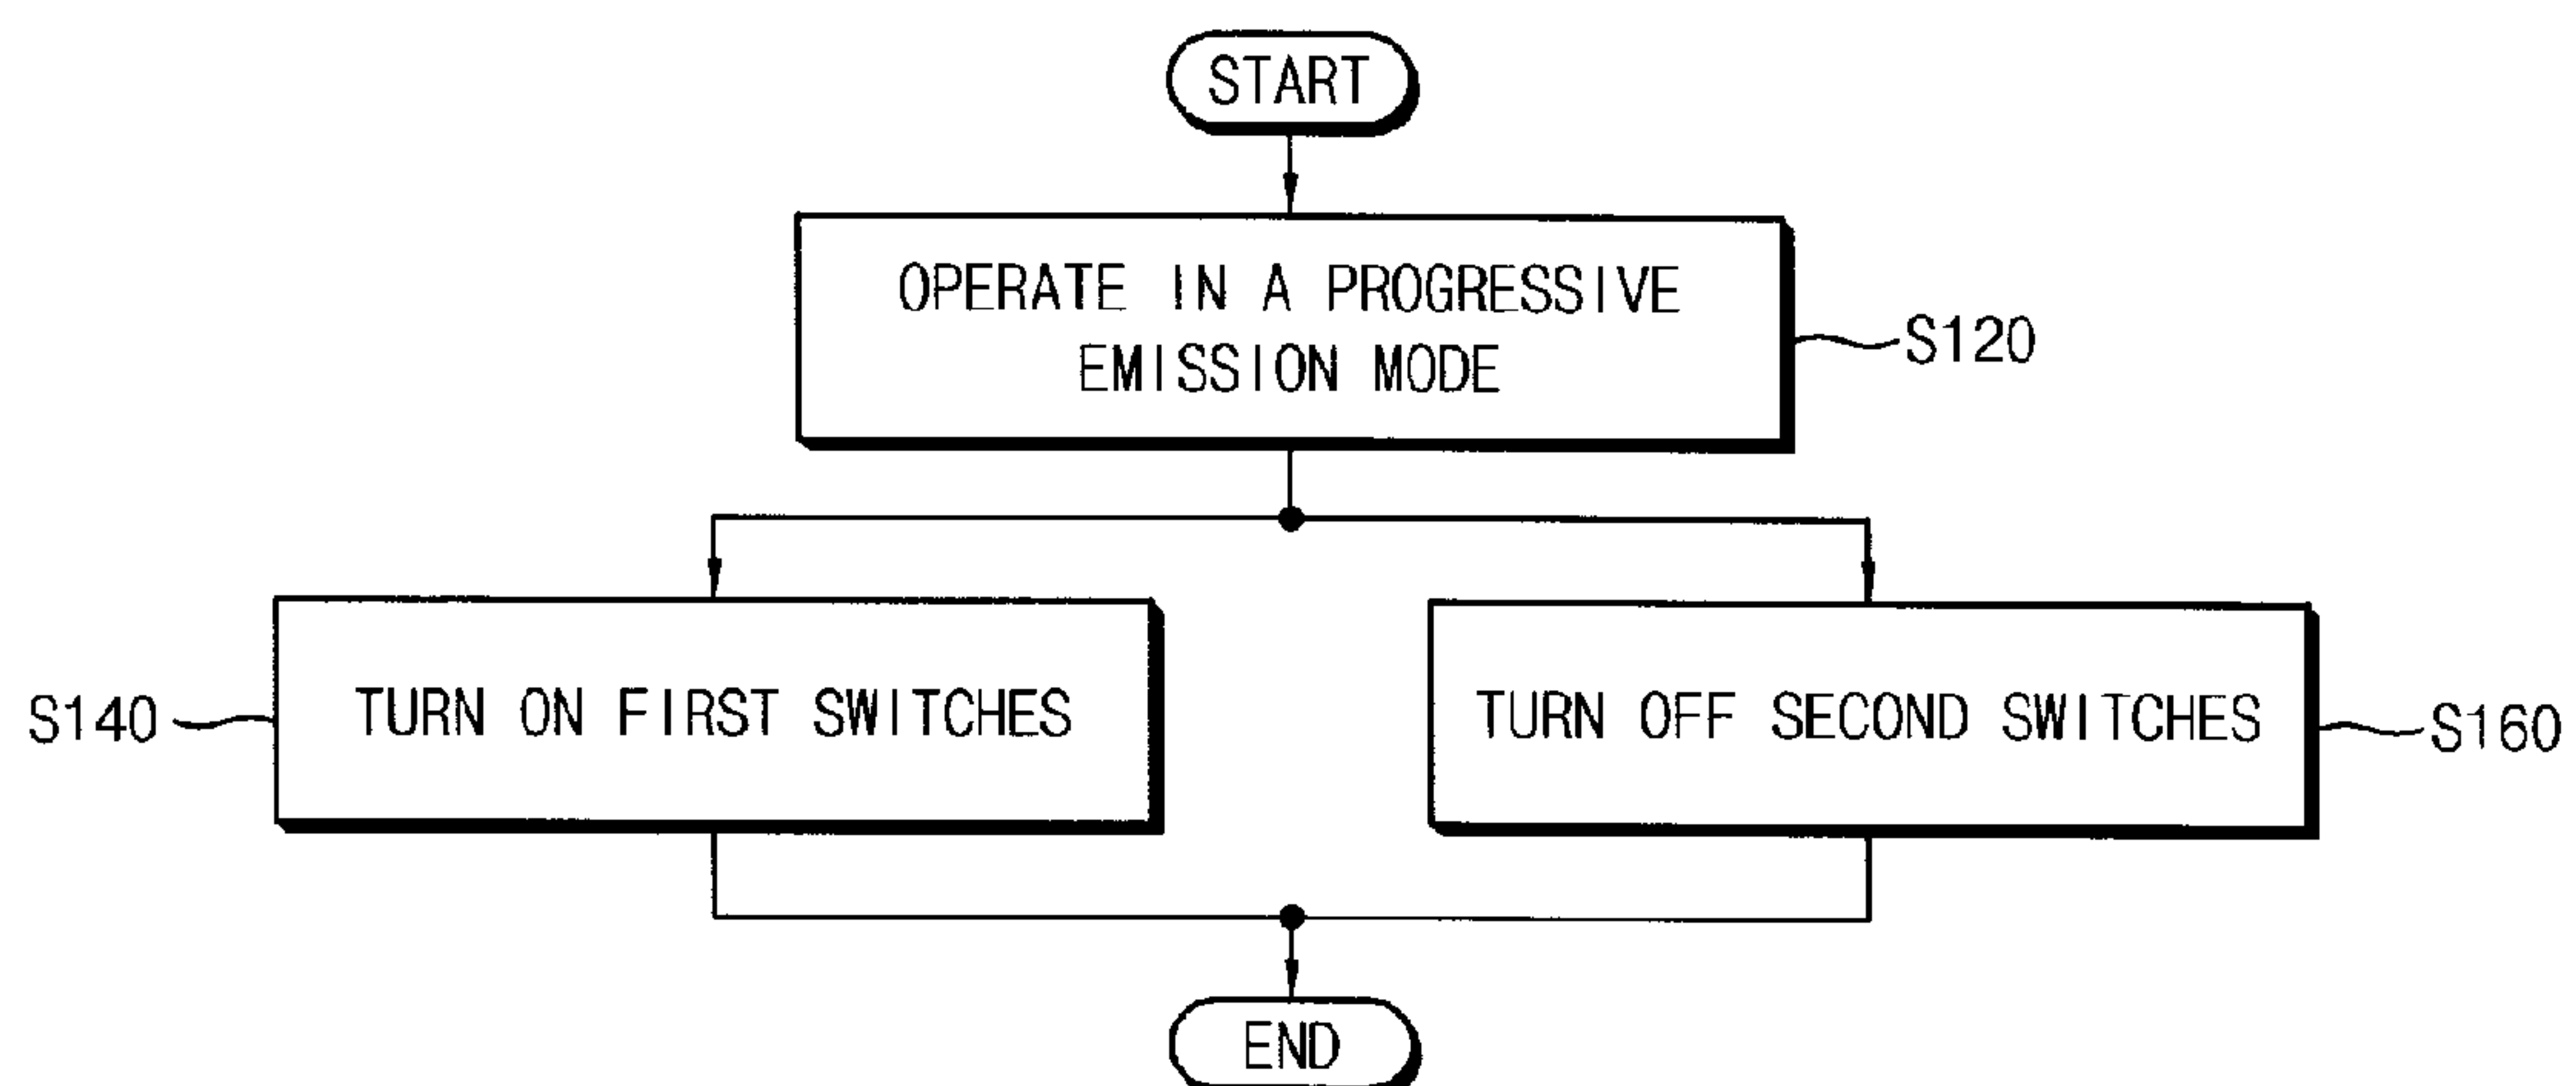 START
OPERATE IN A PROGRESSIVE
EMISSION MODE
S120
S140
TURN ON FIRST SWITCHES
TURN OFF SECOND SWITCHES
S160
END